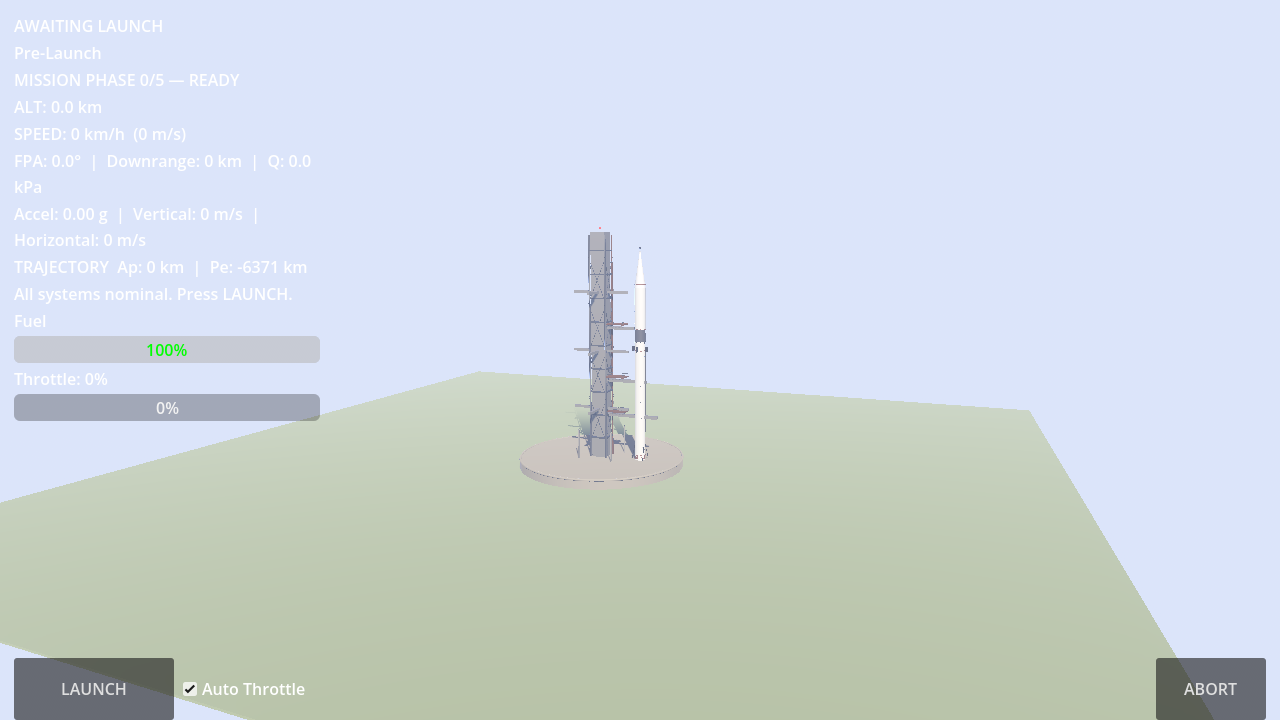 AWAITING LAUNCH
Pre-Launch
MISSION PHASE 0/5 — READY
ALT: 0.0 km
SPEED: 0 km/h  (0 m/s)
FPA: 0.0°  |  Downrange: 0 km  |  Q: 0.0
kPa
Accel: 0.00 g  |  Vertical: 0 m/s  |
Horizontal: 0 m/s
TRAJECTORY  Ap: 0 km  |  Pe: -6371 km
All systems nominal. Press LAUNCH.
Fuel
100%
Throttle: 0%
0%
LAUNCH
Auto Throttle
ABORT